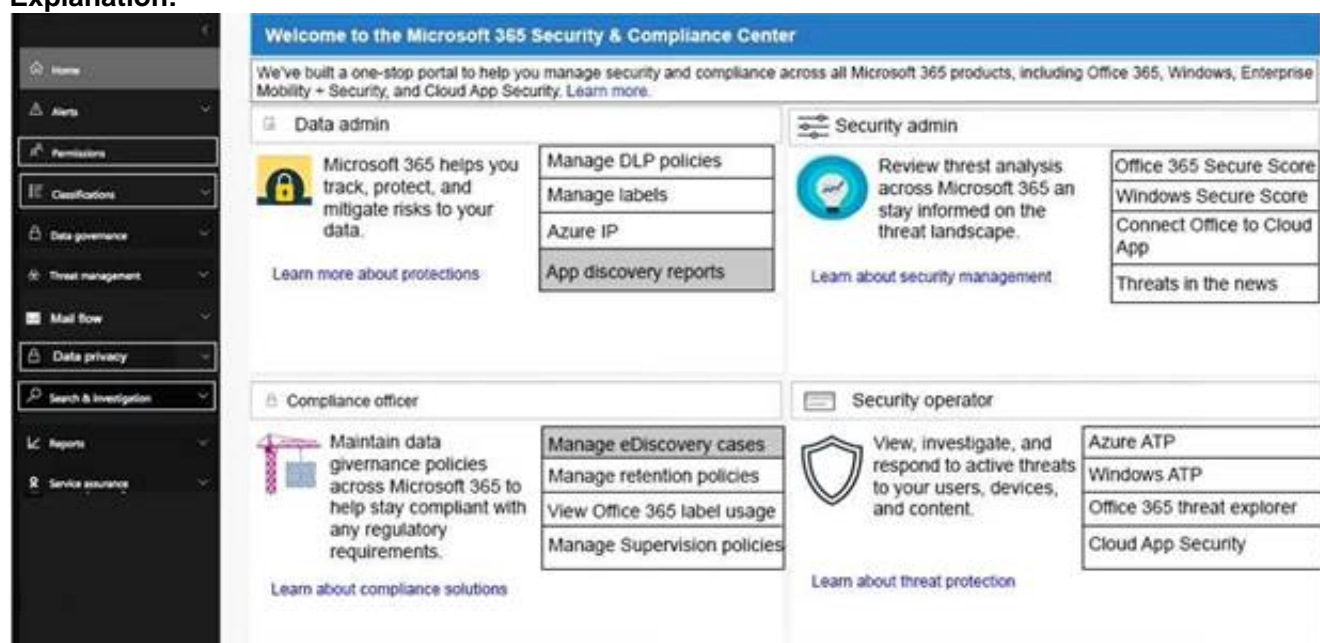 Explanation:
Welcome to the Microsoft 365 Security & Compliance Center
Home
Alerts
Permissions
Classifications
Data governance
Threat management
Mail flow
Data privacy
Search & investigation
Reports
Service assurance
We've built a one-stop portal to help you manage security and compliance across all Microsoft 365 products, including Office 365, Windows, Enterprise
Mobility + Security, and Cloud App Security. Learn more.
Data admin
Microsoft 365 helps you
track, protect, and
mitigate risks to your
data.
Learn more about protections
Manage DLP policies
Manage labels
Azure IP
App discovery reports
Security admin
Review threst analysis
across Microsoft 365 an
stay informed on the
threat landscape.
Learn about security management
Office 365 Secure Score
Windows Secure Score
Connect Office to Cloud
App
Threats in the news
Compliance officer
Maintain data
givernance policies
across Microsoft 365 to
help stay compliant with
any regulatory
requirements.
Learn about compliance solutions
Manage eDiscovery cases
Manage retention policies
View Office 365 label usage
Manage Supervision policies
Security operator
View, investigate, and
respond to active threats
to your users, devices,
and content.
Learn about threat protection
Azure ATP
Windows ATP
Office 365 threat explorer
Cloud App Security